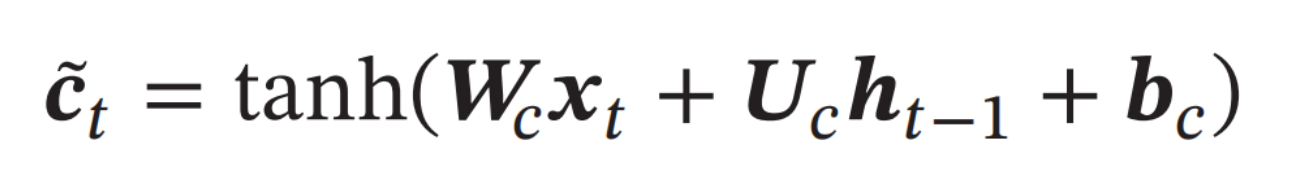 c̃ₜ = tanh(W_c xₜ + U_c hₜ₋₁ + b_c)